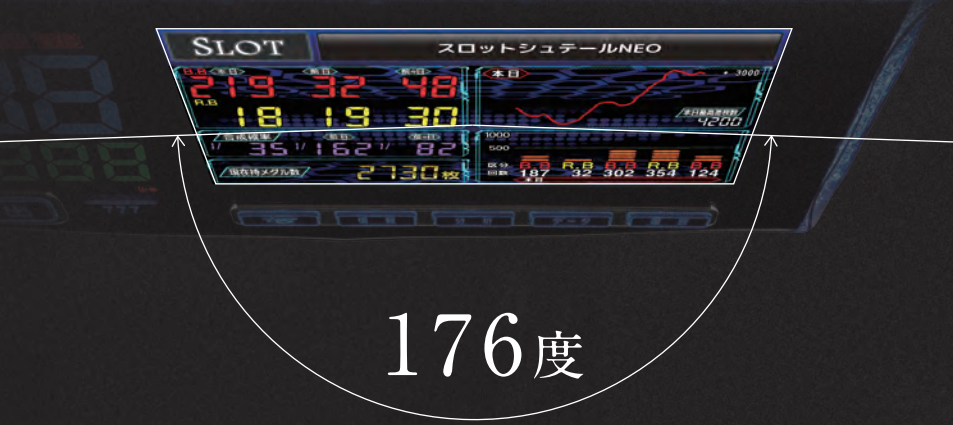 SLOT
スロットシュテールNEO
B.B 本日 前日 前々日
219 32 48
R.B
18 19 30
合成確率 前日 前々日
1/ 35 1/ 162 1/ 82
現在持メダル数 2730枚
本日
+ 3000
本日最高差枚数
4200
1000
500
区分 B.B R.B B.B R.B B.B
回数 187 32 302 354 124
本日
176度